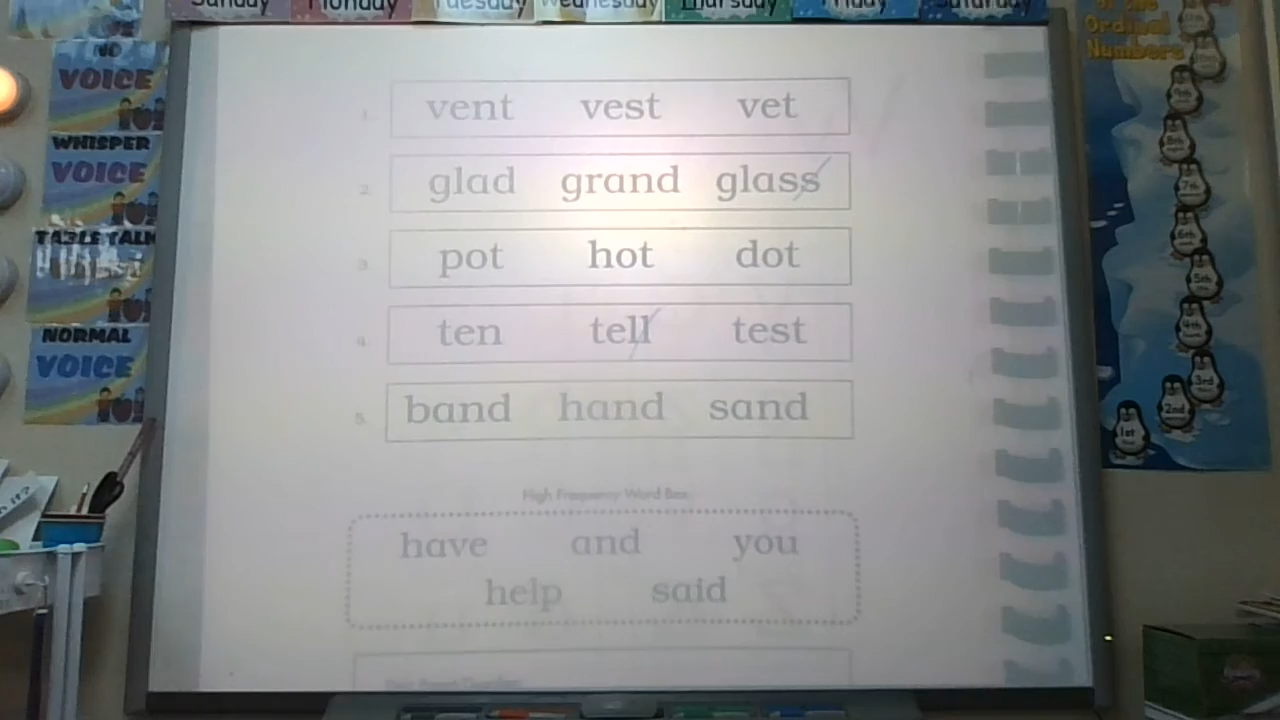 Sunday Monday Tuesday Wednesday Thursday Friday Saturday
NO
VOICE
WHISPER
VOICE
TABLE TALK
NORMAL
VOICE
1. vent vest vet
2. glad grand glass
3. pot hot dot
4. ten tell test
5. band hand sand
High Frequency Word Box
have and you
help said
of the
Ordinal
Numbers
9th
8th
7th
6th
5th
4th
3rd
2nd
1st